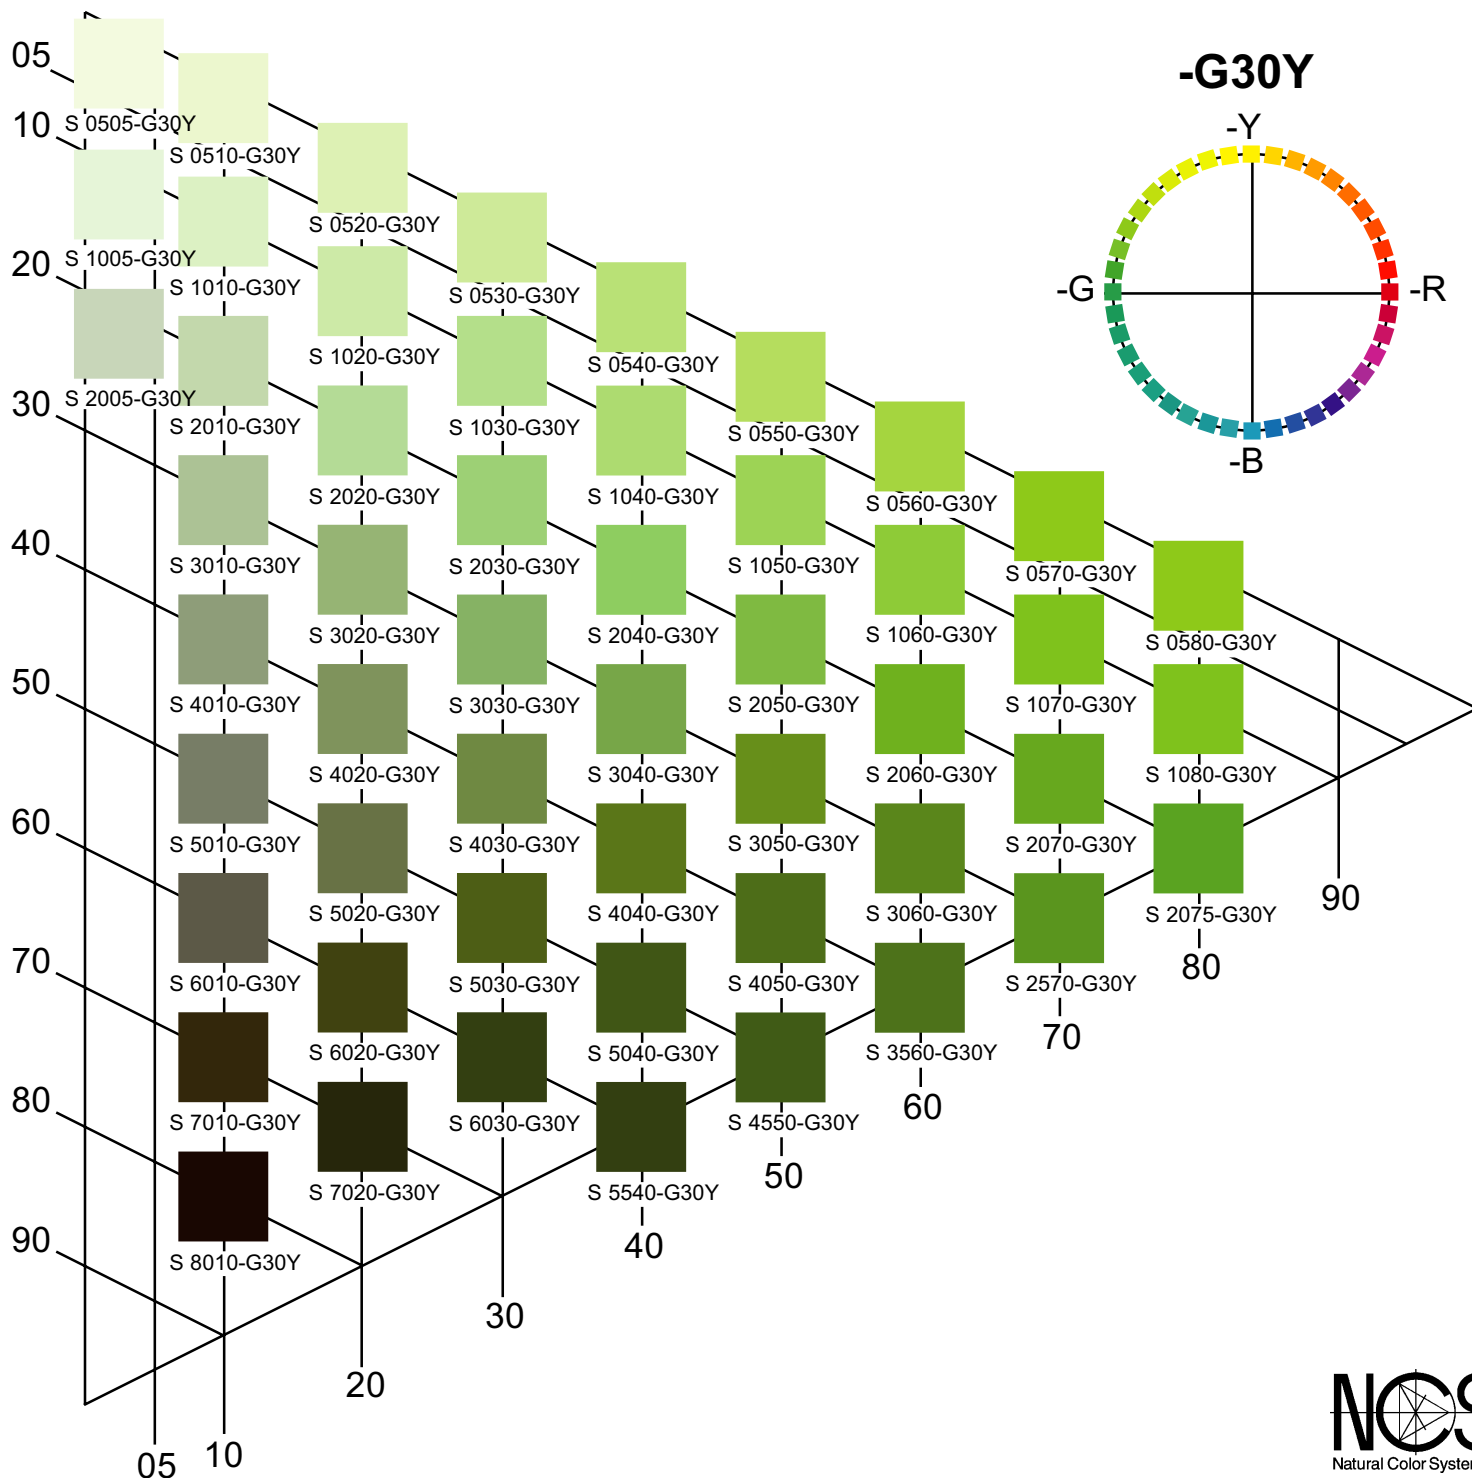 -G30Y
-Y
-G
-R
-B
05
10
20
30
40
50
60
70
80
90
S 0505-G30Y
S 0510-G30Y
S 0520-G30Y
S 1005-G30Y
S 1010-G30Y
S 0530-G30Y
S 1020-G30Y
S 0540-G30Y
S 2005-G30Y
S 2010-G30Y
S 1030-G30Y
S 0550-G30Y
S 2020-G30Y
S 1040-G30Y
S 0560-G30Y
S 3010-G30Y
S 2030-G30Y
S 1050-G30Y
S 0570-G30Y
S 3020-G30Y
S 2040-G30Y
S 1060-G30Y
S 0580-G30Y
S 4010-G30Y
S 3030-G30Y
S 2050-G30Y
S 1070-G30Y
S 4020-G30Y
S 3040-G30Y
S 2060-G30Y
S 1080-G30Y
S 5010-G30Y
S 4030-G30Y
S 3050-G30Y
S 2070-G30Y
S 5020-G30Y
S 4040-G30Y
S 3060-G30Y
S 2075-G30Y
S 6010-G30Y
S 5030-G30Y
S 4050-G30Y
S 2570-G30Y
S 6020-G30Y
S 5040-G30Y
S 3560-G30Y
S 7010-G30Y
S 6030-G30Y
S 4550-G30Y
S 7020-G30Y
S 5540-G30Y
S 8010-G30Y
90
80
70
60
50
40
30
20
10
05
NCS
Natural Color System